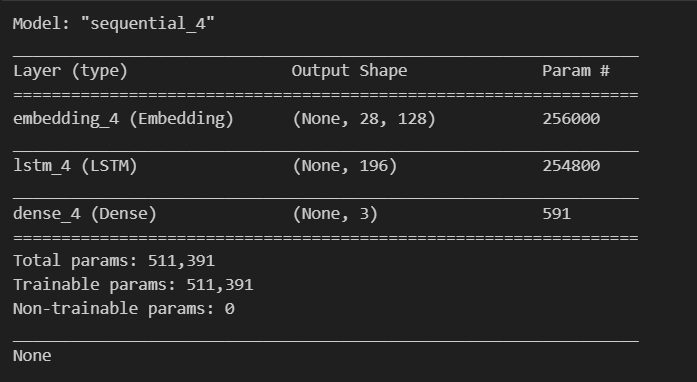 Model: "sequential_4"
_________________________________________________________________
Layer (type)                 Output Shape              Param #
=================================================================
embedding_4 (Embedding)      (None, 28, 128)           256000
_________________________________________________________________
lstm_4 (LSTM)                (None, 196)               254800
_________________________________________________________________
dense_4 (Dense)              (None, 3)                 591
=================================================================
Total params: 511,391
Trainable params: 511,391
Non-trainable params: 0
_________________________________________________________________
None